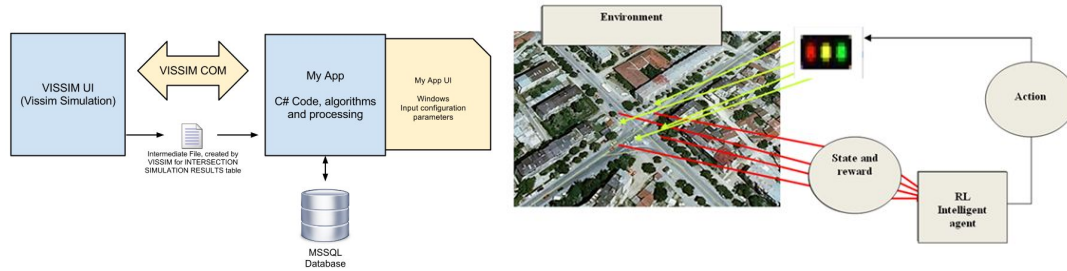 VISSIM UI
(Vissim Simulation)
VISSIM COM
My App
C# Code, algorithms
and processing
My App UI
Windows
Input configuration
parameters
Intermediate File, created by
VISSIM for INTERSECTION
SIMULATION RESULTS table
MSSQL
Database
Environment
Action
State and
reward
RL
Intelligent
agent